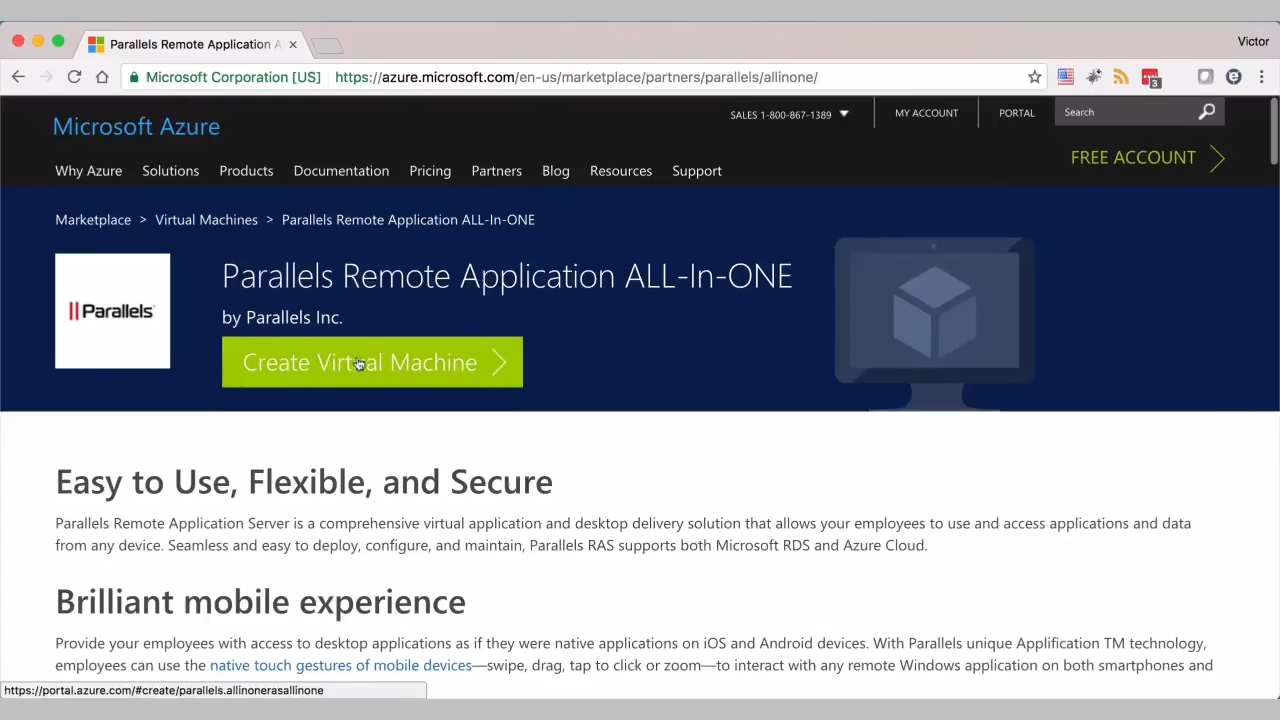 Parallels Remote Application A
Victor
Microsoft Corporation [US]
https://azure.microsoft.com/en-us/marketplace/partners/parallels/allinone/
3
Microsoft Azure
SALES 1-800-867-1389
MY ACCOUNT
PORTAL
Search
FREE ACCOUNT
Why Azure Solutions Products Documentation Pricing Partners Blog Resources Support
Marketplace > Virtual Machines > Parallels Remote Application ALL-In-ONE
Parallels
Parallels Remote Application ALL-In-ONE
by Parallels Inc.
Create Virtual Machine
Easy to Use, Flexible, and Secure
Parallels Remote Application Server is a comprehensive virtual application and desktop delivery solution that allows your employees to use and access applications and data
from any device. Seamless and easy to deploy, configure, and maintain, Parallels RAS supports both Microsoft RDS and Azure Cloud.
Brilliant mobile experience
Provide your employees with access to desktop applications as if they were native applications on iOS and Android devices. With Parallels unique Applification TM technology,
employees can use the native touch gestures of mobile devices—swipe, drag, tap to click or zoom—to interact with any remote Windows application on both smartphones and
https://portal.azure.com/#create/parallels.allinonerasallinone